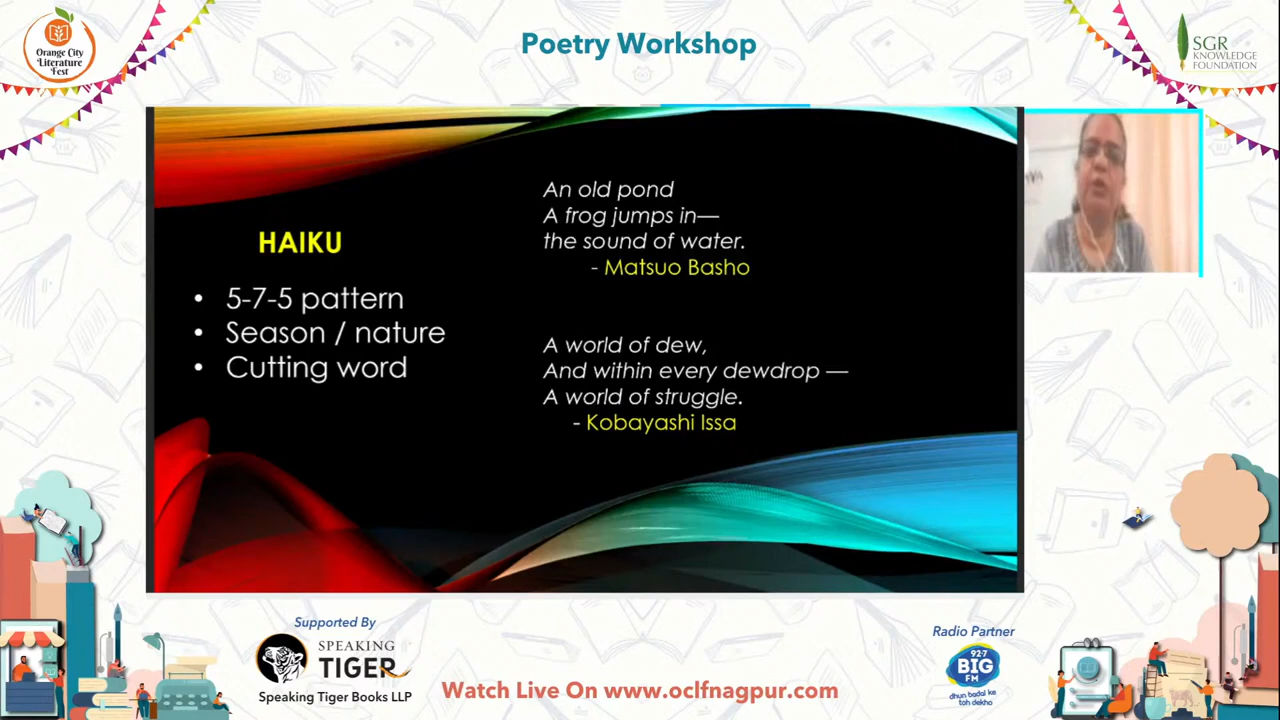 Orange City
Literature
Fest
Poetry Workshop
SGR
KNOWLEDGE
FOUNDATION
HAIKU
• 5-7-5 pattern
• Season / nature
• Cutting word
An old pond
A frog jumps in—
the sound of water.
- Matsuo Basho
A world of dew,
And within every dewdrop —
A world of struggle.
- Kobayashi Issa
Supported By
SPEAKING
TIGER
Speaking Tiger Books LLP
Watch Live On www.oclfnagpur.com
Radio Partner
92·7
BIG
FM
dhun badal ke
toh dekho